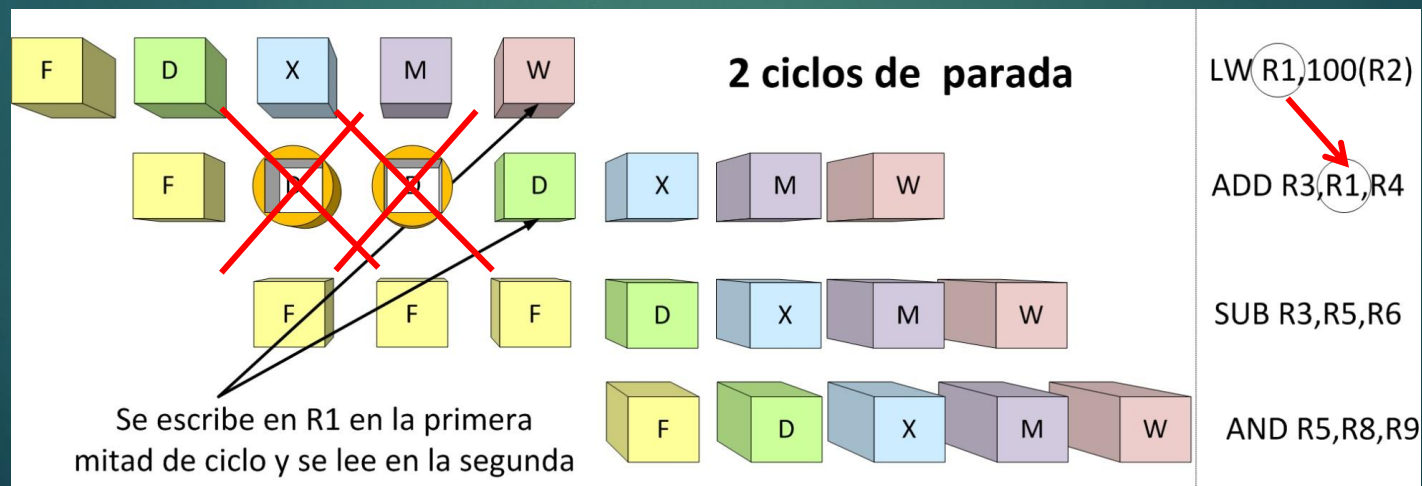 F D X M W 2 ciclos de parada LW R1,100(R2)
F D D D X M W ADD R3,R1,R4
F F F D X M W SUB R3,R5,R6
Se escribe en R1 en la primera
mitad de ciclo y se lee en la segunda
F D X M W AND R5,R8,R9